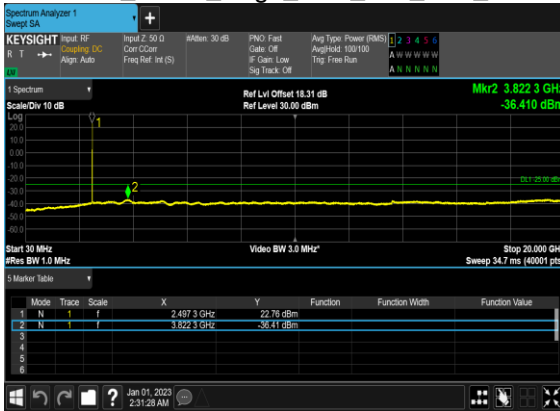 Spectrum Analyzer 1
Swept SA
KEYSIGHT Input: RF Input Z: 50 Ω #Atten: 30 dB PNO: Fast Avg Type: Power (RMS) 1 2 3 4 5 6
R T Coupling: DC Corr CCorr Gate: Off Avg|Hold: 100/100 A W W W W W
Align: Auto Freq Ref: Int (S) IF Gain: Low Trig: Free Run
LW Sig Track: Off A N N N N N
1 Spectrum Ref Lvl Offset 18.31 dB Mkr2 3.822 3 GHz
Scale/Div 10 dB Ref Level 30.00 dBm -36.410 dBm
Log
20.0
10.0
0.00
-10.0
-20.0
-30.0
-40.0
-50.0
-60.0
1
2
DL1 -25.00 dBm
Start 30 MHz Video BW 3.0 MHz* Stop 20.000 GH
#Res BW 1.0 MHz Sweep 34.7 ms (40001 pts
5 Marker Table
Mode Trace Scale X Y Function Function Width Function Value
1 N 1 f 2.497 3 GHz 22.76 dBm
2 N 1 f 3.822 3 GHz -36.41 dBm
3
4
5
6
? Jan 01, 2023
2:31:28 AM